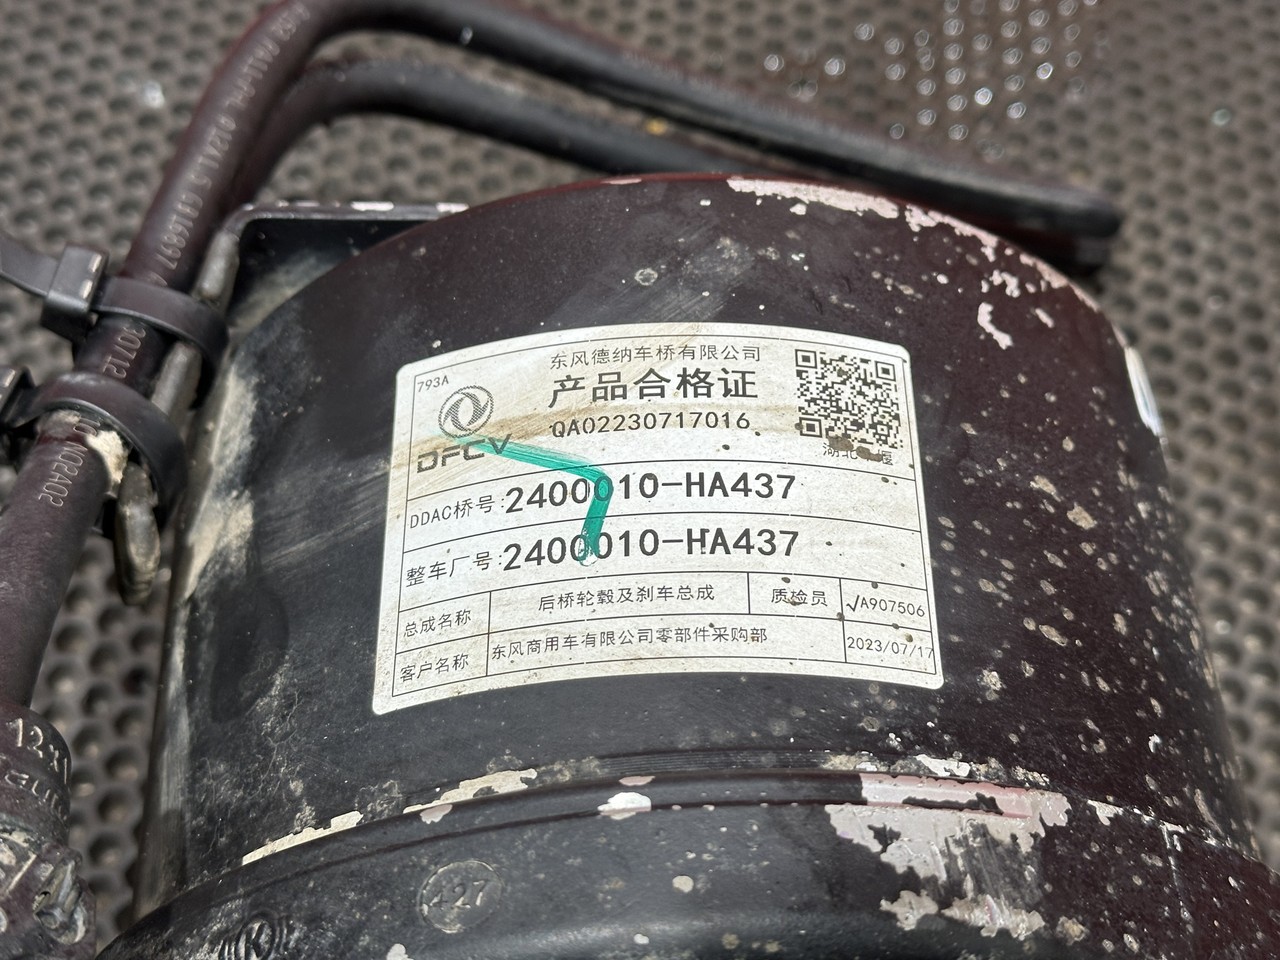 东风德纳车桥有限公司
793A
产品合格证
QA02230717016
DFCV
湖北
DDAC桥号:2400010-HA437
整车厂号:2400010-HA437
总成名称 后桥轮毂及刹车总成 质检员 √A907506
客户名称 东风商用车有限公司零部件采购部 2023/07/17
427
K